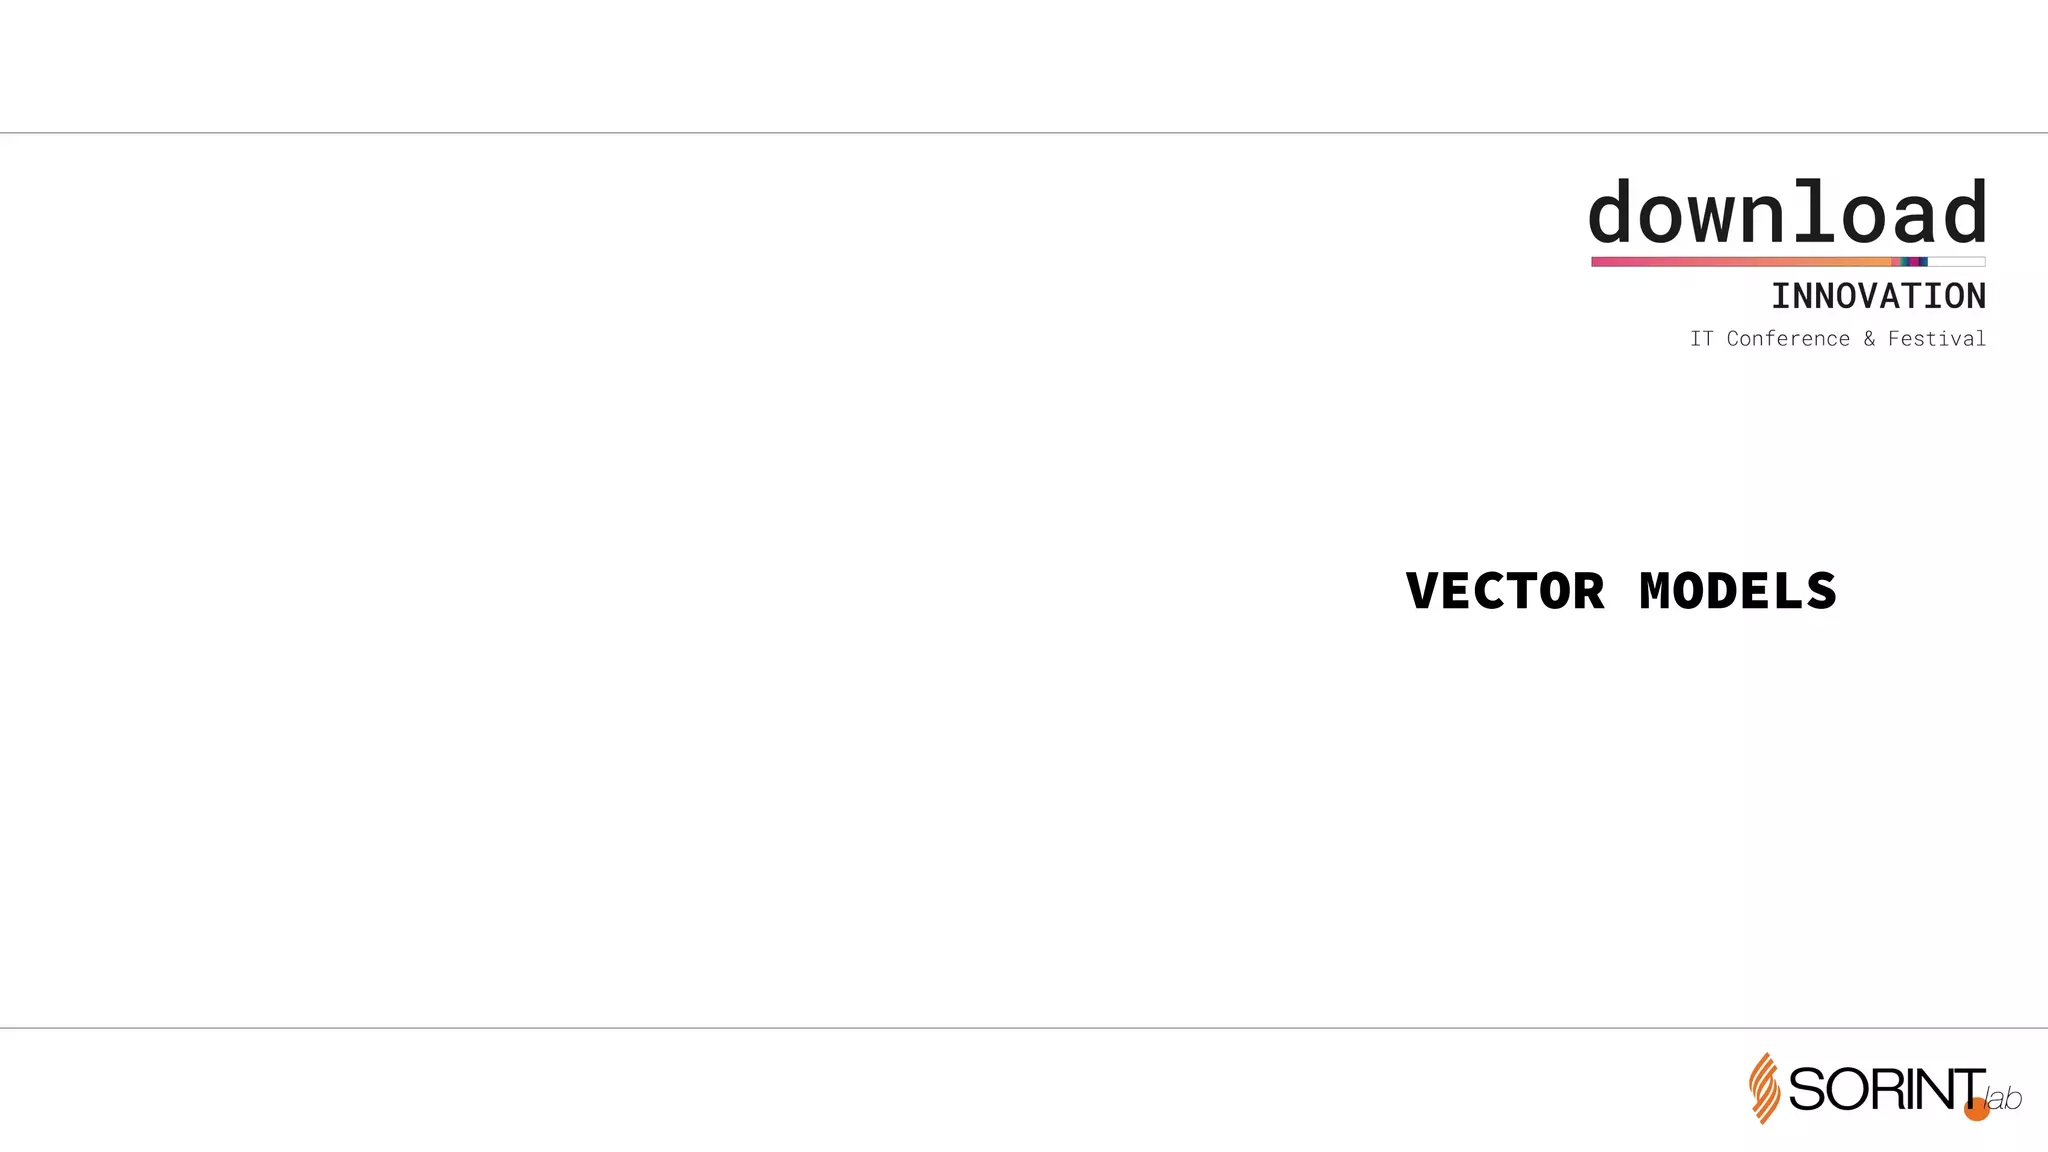 download
INNOVATION
IT Conference & Festival
VECTOR MODELS
SORINT.lab